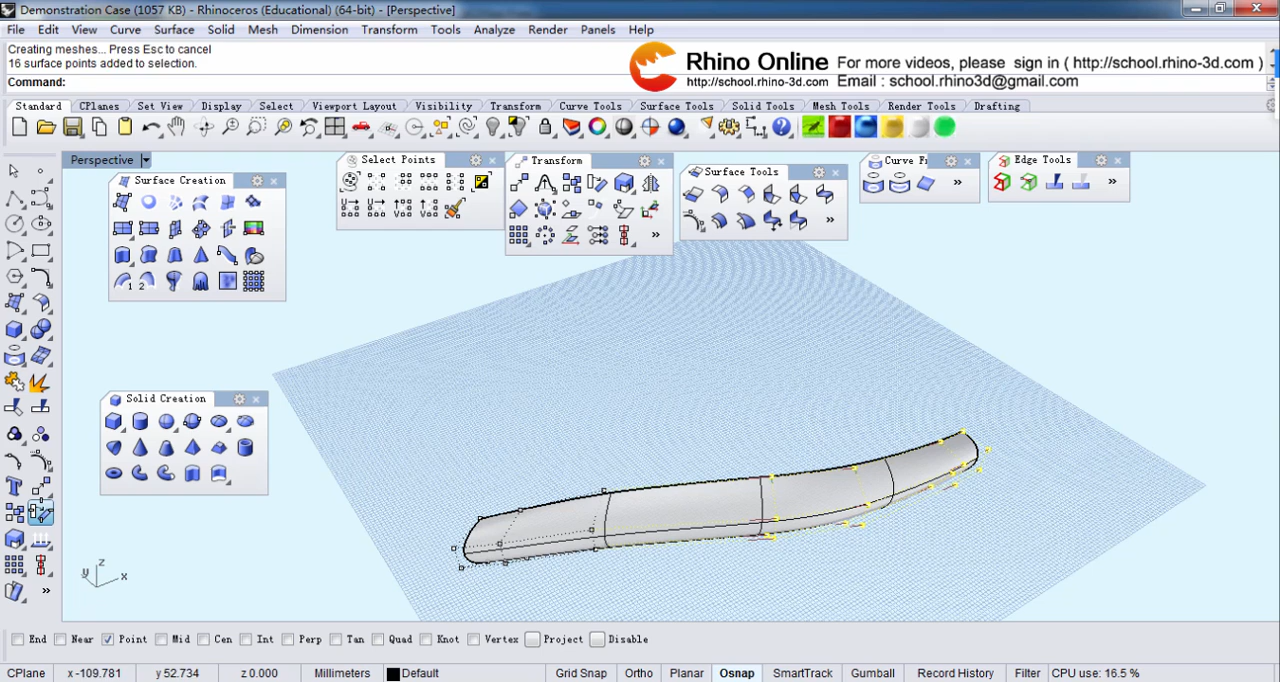 Demonstration Case (1057 KB) - Rhinoceros (Educational) (64-bit) - [Perspective]
File Edit View Curve Surface Solid Mesh Dimension Transform Tools Analyze Render Panels Help
Creating meshes... Press Esc to cancel
16 surface points added to selection.
Command:
Rhino Online For more videos, please sign in ( http://school.rhino-3d.com )
http://school.rhino-3d.com Email : school.rhino3d@gmail.com
Standard CPlanes Set View Display Select Viewport Layout Visibility Transform Curve Tools Surface Tools Solid Tools Mesh Tools Render Tools Drafting
Perspective
Select Points
Transform
Curve F
Edge Tools
Surface Tools
Surface Creation
1 2
Solid Creation
z
y
x
End Near Point Mid Cen Int Perp Tan Quad Knot Vertex Project Disable
CPlane x -109.781 y 52.734 z 0.000 Millimeters Default Grid Snap Ortho Planar Osnap SmartTrack Gumball Record History Filter CPU use: 16.5 %